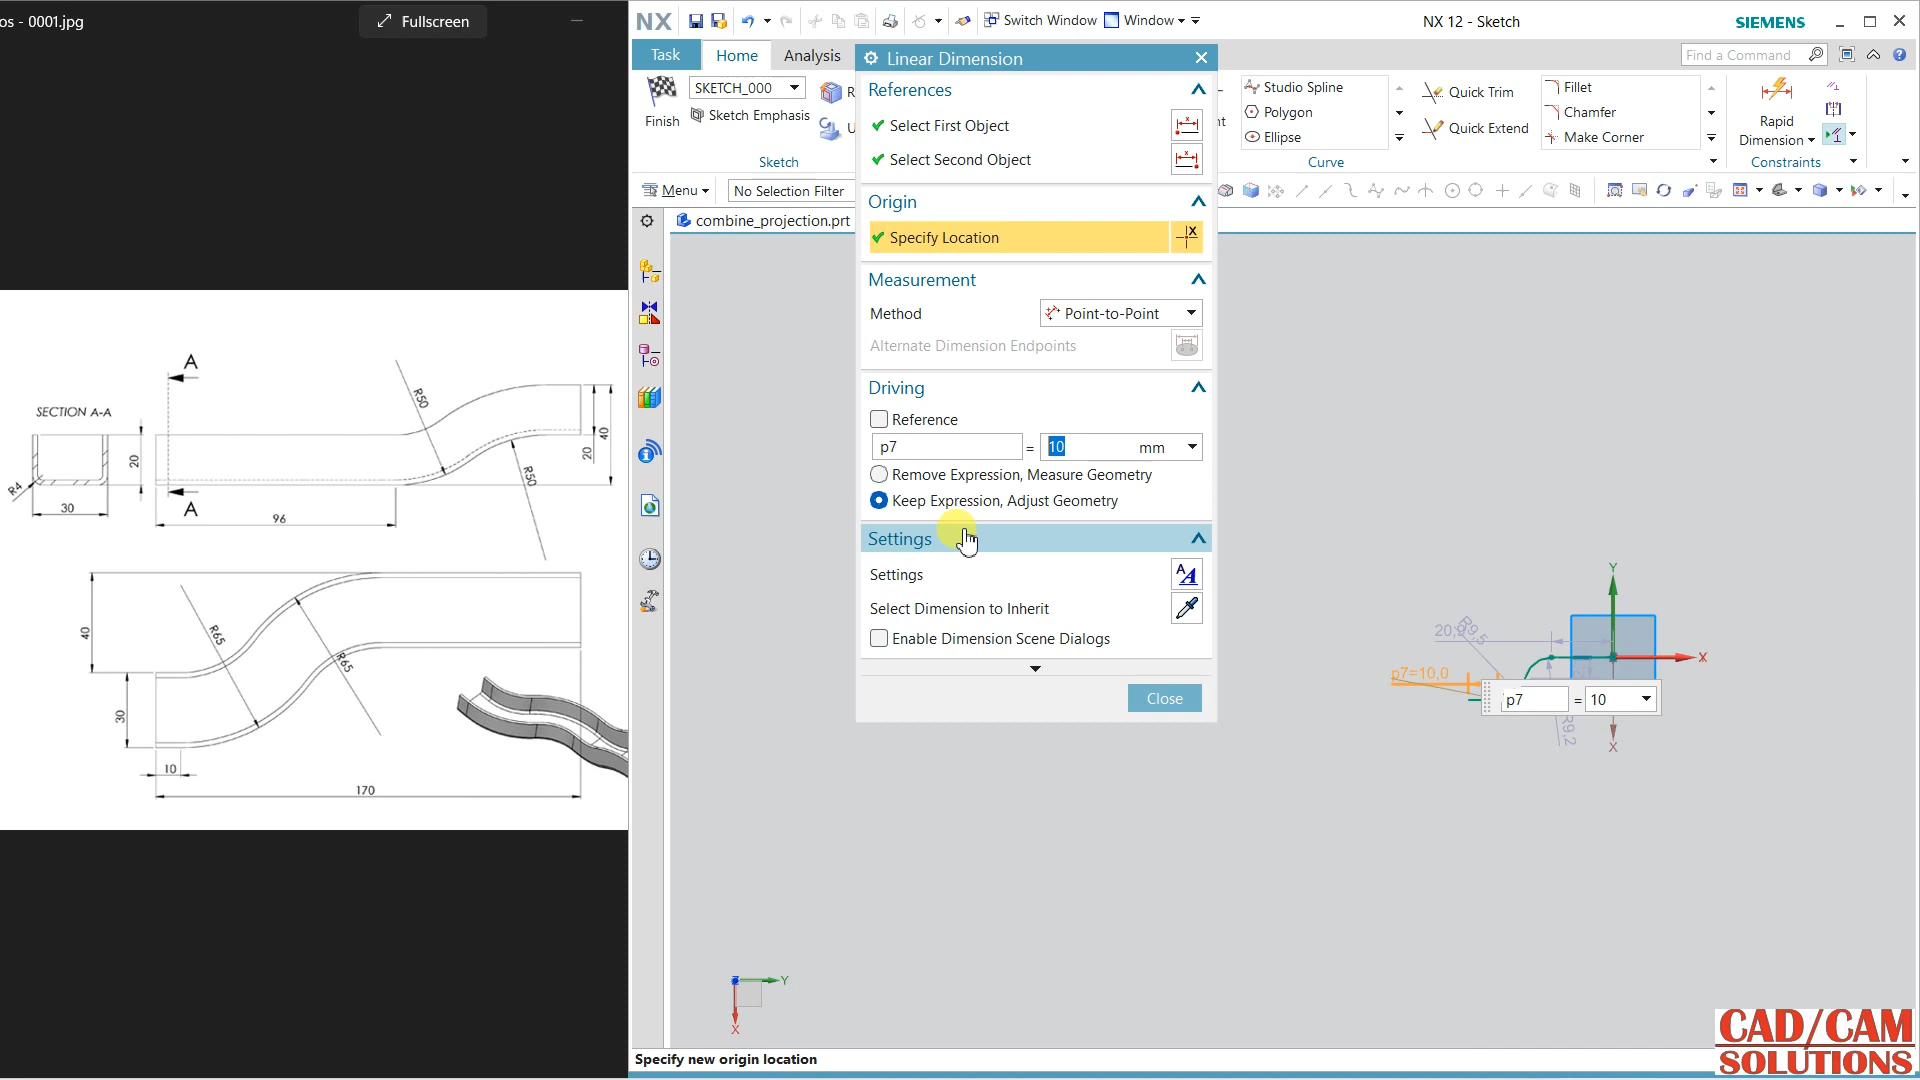 os - 0001.jpg
Fullscreen
NX
Switch Window
Window
NX 12 - Sketch
SIEMENS
Task
Home
Analysis
Linear Dimension
Find a Command
Finish
SKETCH_000
Sketch Emphasis
Sketch
References
Select First Object
Select Second Object
Studio Spline
Polygon
Ellipse
Curve
Quick Trim
Quick Extend
Fillet
Chamfer
Make Corner
Rapid
Dimension
Constraints
Menu
No Selection Filter
combine_projection.prt
Origin
Specify Location
Measurement
Method
Point-to-Point
Alternate Dimension Endpoints
Driving
Reference
p7
=
10
mm
Remove Expression, Measure Geometry
Keep Expression, Adjust Geometry
Settings
Settings
Select Dimension to Inherit
Enable Dimension Scene Dialogs
Close
A
SECTION A-A
R50
20
40
20
R50
R4
30
A
96
40
R65
R65
30
10
170
Y
R9,5
X
p7=10,0
p7
=
10
R9,2
X
Y
X
Specify new origin location
CAD/CAM
SOLUTIONS